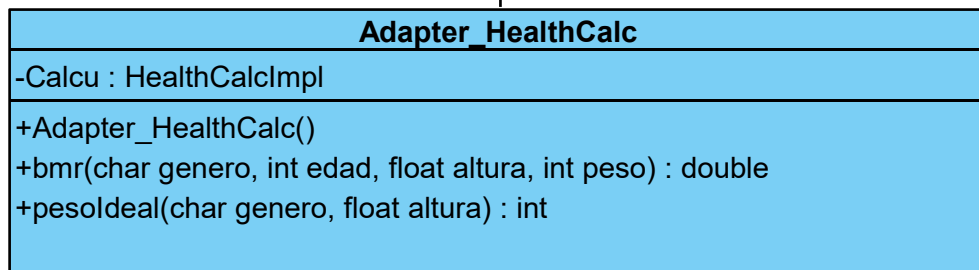 Adapter_HealthCalc
-Calcu : HealthCalcImpl
+Adapter_HealthCalc()
+bmr(char genero, int edad, float altura, int peso) : double
+pesoIdeal(char genero, float altura) : int